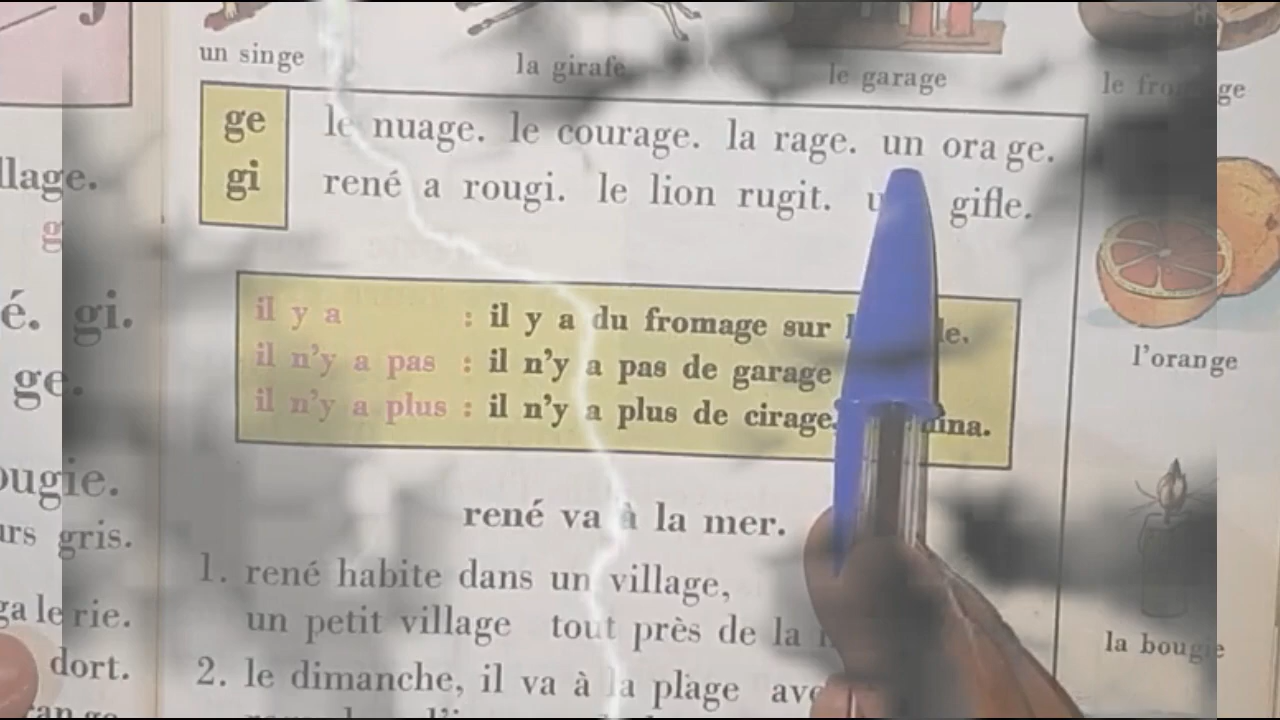 llage.
g
é. gi.
ge.
ougie.
urs gris.
ga le rie.
dort.
un singe
la girafe
le garage
le fro ge
ge le nuage. le courage. la rage. un ora ge.
gi rené a rougi. le lion rugit. gifle.
il y a : il y a du fromage sur
il n'y a pas : il n'y a pas de garage
il n'y a plus : il n'y a plus de cirage.
l'orange
la bougie
rené va à la mer.
1. rené habite dans un village,
un petit village tout près de la
2. le dimanche, il va à la plage